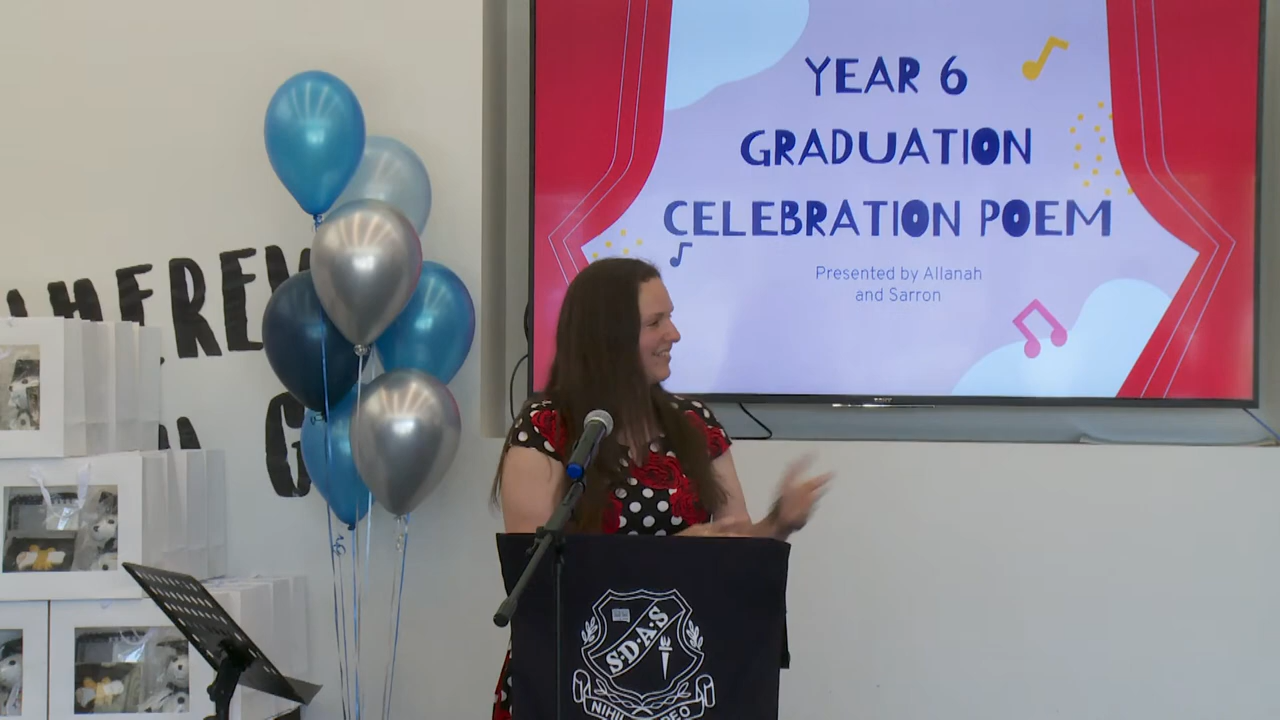 YEAR 6
GRADUATION
CELEBRATION POEM
Presented by Allanah
and Sarron
S·D·A·S